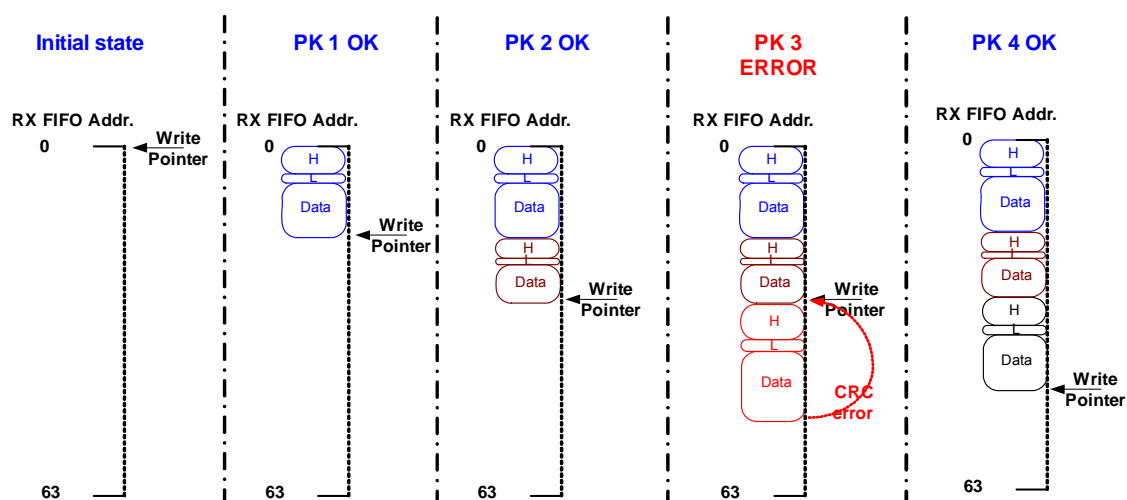 Initial state
PK 1 OK
PK 2 OK
PK 3
ERROR
PK 4 OK
RX FIFO Addr.
0
Write
Pointer
63
RX FIFO Addr.
0
H
L
Data
Write
Pointer
63
RX FIFO Addr.
0
H
L
Data
H
L
Data
Write
Pointer
63
RX FIFO Addr.
0
H
L
Data
H
L
Data
Write
Pointer
H
L
Data
CRC
error
63
RX FIFO Addr.
0
H
L
Data
H
L
Data
H
L
Data
Write
Pointer
63